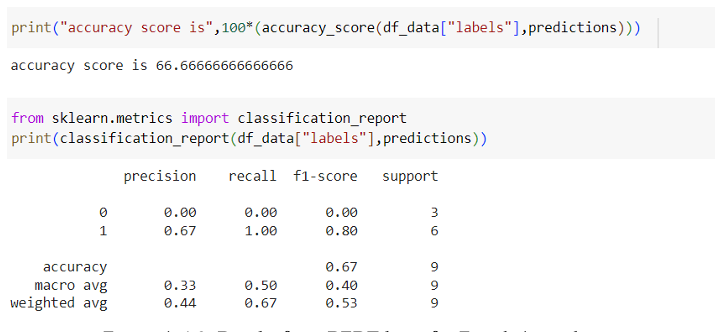 print("accuracy score is",100*(accuracy_score(df_data["labels"],predictions)))
accuracy score is 66.66666666666666
from sklearn.metrics import classification_report
print(classification_report(df_data["labels"],predictions))
precision recall f1-score support
0 0.00 0.00 0.00 3
1 0.67 1.00 0.80 6
accuracy 0.67 9
macro avg 0.33 0.50 0.40 9
weighted avg 0.44 0.67 0.53 9